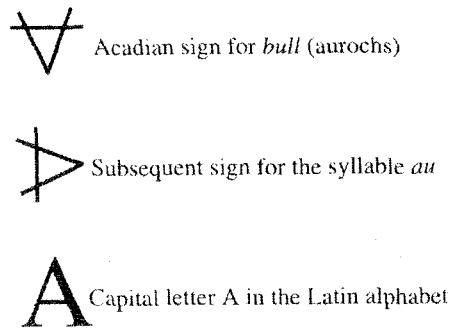 Acadian sign for bull (aurochs)
Subsequent sign for the syllable au
A Capital letter A in the Latin alphabet